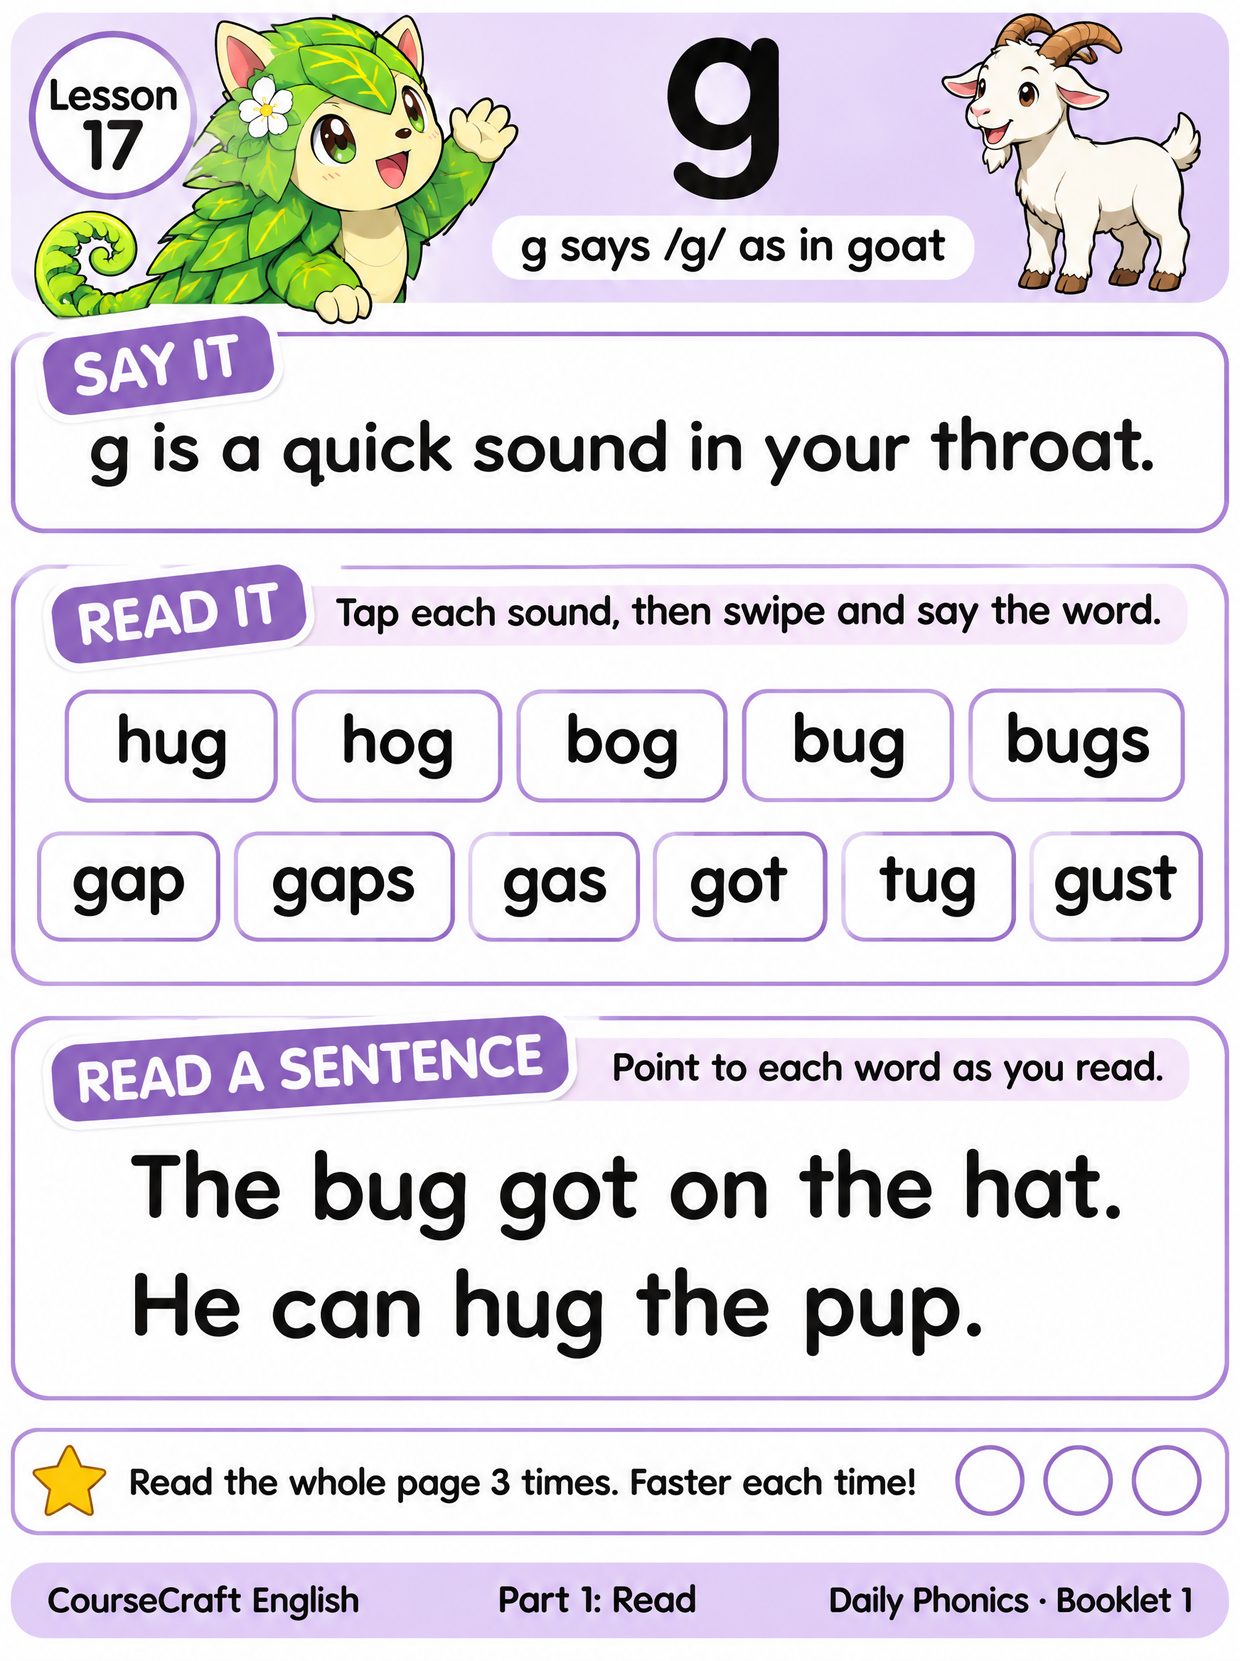 Lesson
17
g
g says /g/ as in goat
SAY IT
g is a quick sound in your throat.
READ IT
Tap each sound, then swipe and say the word.
hug hog bog bug bugs
gap gaps gas got tug gust
READ A SENTENCE
Point to each word as you read.
The bug got on the hat.
He can hug the pup.
Read the whole page 3 times. Faster each time!
CourseCraft English Part 1: Read Daily Phonics · Booklet 1